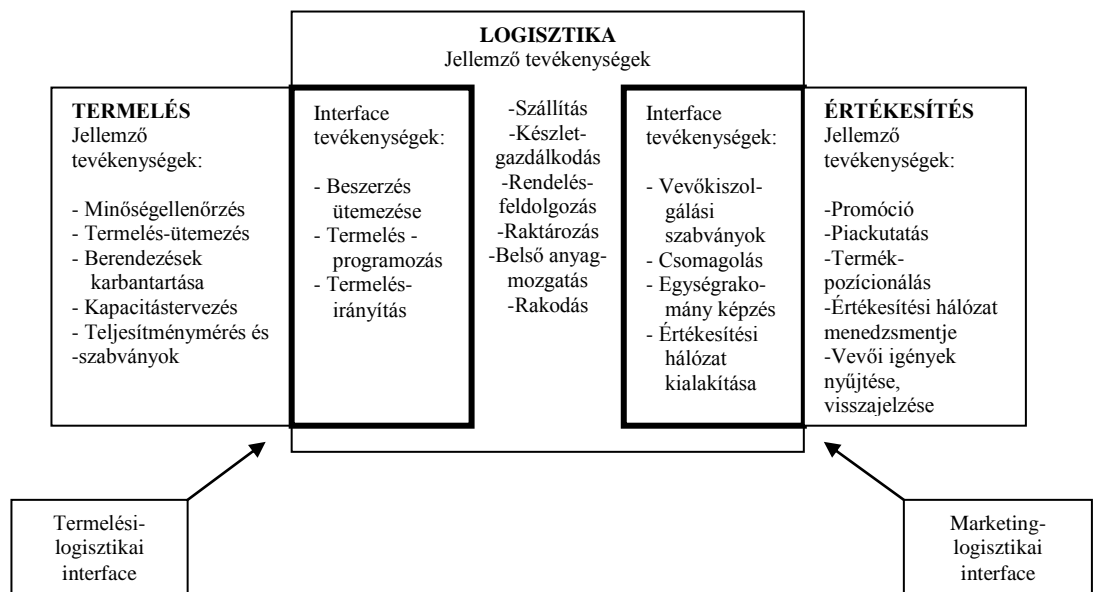 LOGISZTIKA
Jellemző tevékenységek
TERMELÉS
Jellemző
tevékenységek:
- Minőségellenőrzés
- Termelés-ütemezés
- Berendezések
karbantartása
- Kapacitástervezés
- Teljesítménymérés és
-szabványok
Interface
tevékenységek:
- Beszerzés
ütemezése
- Termelés -
programozás
- Termelés-
irányítás
-Szállítás
-Készlet-
gazdálkodás
-Rendelés-
feldolgozás
-Raktározás
-Belső anyag-
mozgatás
-Rakodás
Interface
tevékenységek:
- Vevőkiszol-
gálási
szabványok
- Csomagolás
- Egységrako-
mány képzés
- Értékesítési
hálózat
kialakítása
ÉRTÉKESÍTÉS
Jellemző
tevékenységek:
-Promóció
-Piackutatás
-Termék-
pozícionálás
-Értékesítési hálózat
menedzsmentje
-Vevői igények
nyűjtése,
visszajelzése
Termelési-
logisztikai
interface
Marketing-
logisztikai
interface